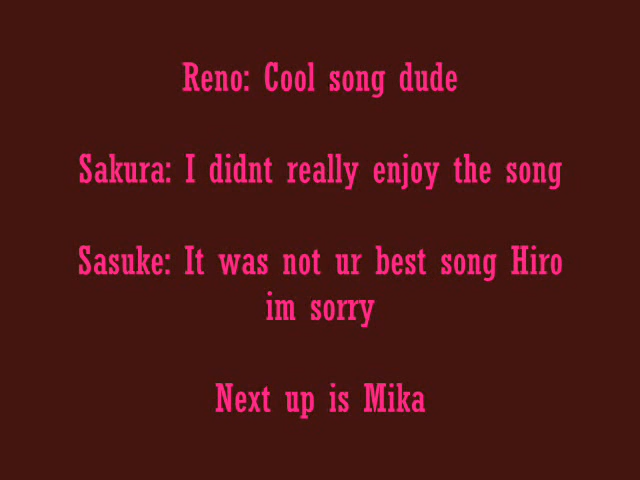 Reno: Cool song dude
Sakura: I didnt really enjoy the song
Sasuke: It was not ur best song Hiro
im sorry
Next up is Mika